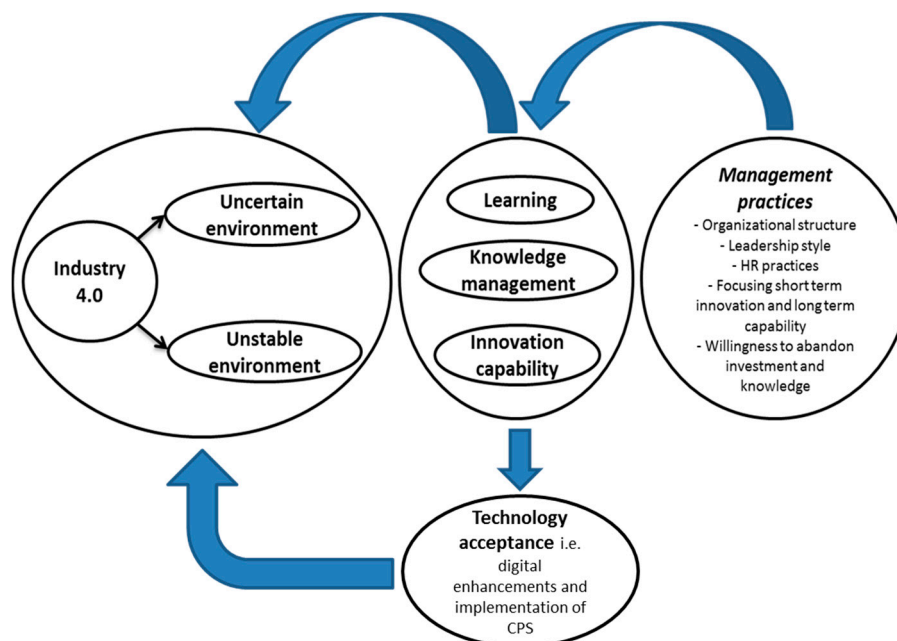 Industry
4.0
Uncertain
environment
Unstable
environment
Learning
Knowledge
management
Innovation
capability
Management
practices
- Organizational structure
- Leadership style
- HR practices
- Focusing short term
innovation and long term
capability
- Willingness to abandon
investment and
knowledge
Technology
acceptance i.e.
digital
enhancements and
implementation of
CPS